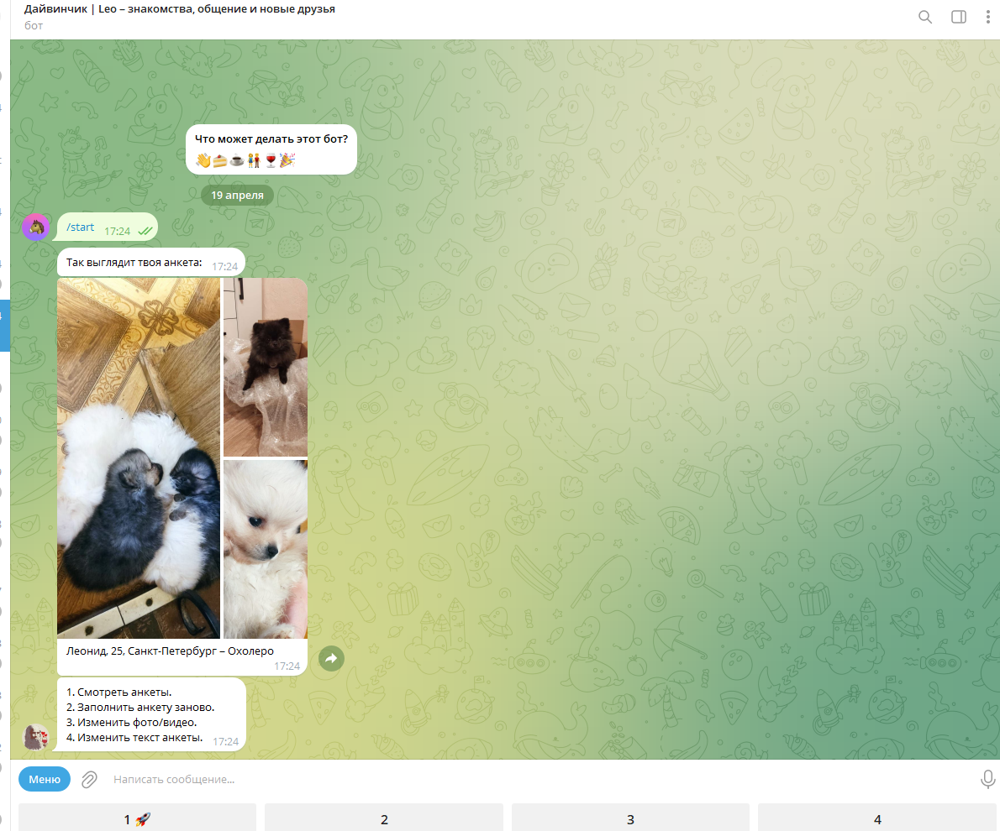 Дайвинчик | Leo – знакомства, общение и новые друзья
бот
Что может делать этот бот?
👋🍰☕👫🍷🎉
19 апреля
/start 17:24
Так выглядит твоя анкета: 17:24
Леонид, 25, Санкт-Петербург – Охолеро
17:24
1. Смотреть анкеты.
2. Заполнить анкету заново.
3. Изменить фото/видео.
4. Изменить текст анкеты. 17:24
Меню
Написать сообщение...
1 🚀
2
3
4